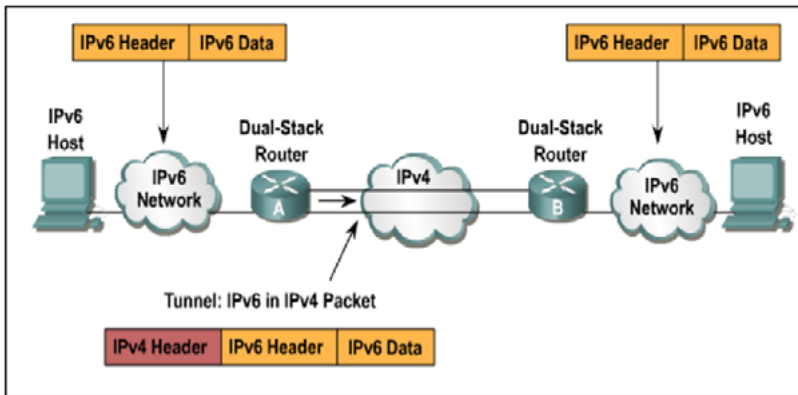 IPv6 Header IPv6 Data
IPv6 Header IPv6 Data
IPv6
Host
Dual-Stack
Router
Dual-Stack
Router
IPv6
Host
IPv6
Network
A
IPv4
B
IPv6
Network
Tunnel: IPv6 in IPv4 Packet
IPv4 Header IPv6 Header IPv6 Data